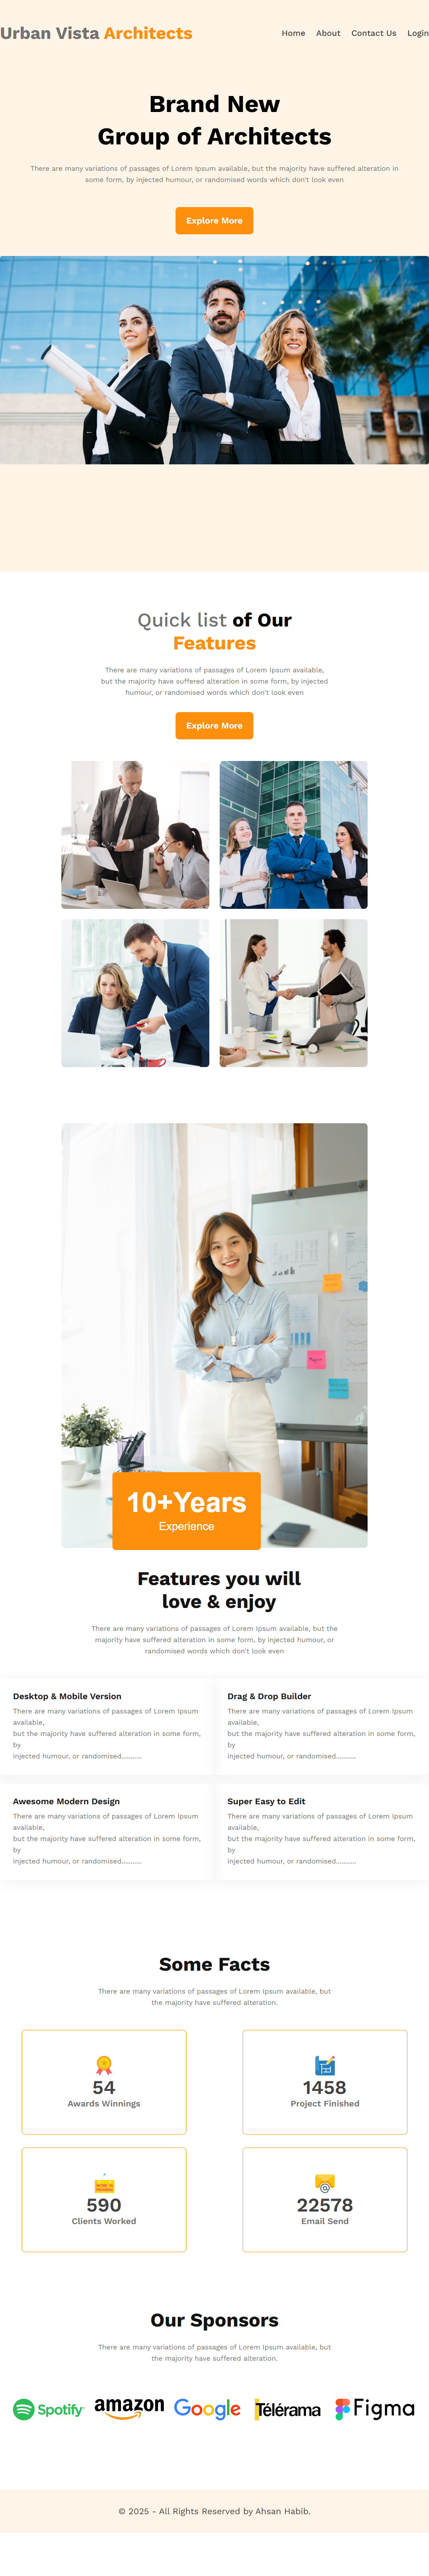 Urban Vista Architects
Home About Contact Us Login
Brand New
Group of Architects
There are many variations of passages of Lorem Ipsum available, but the majority have suffered alteration in
some form, by injected humour, or randomised words which don't look even
Explore More
Quick list of Our
Features
There are many variations of passages of Lorem Ipsum available,
but the majority have suffered alteration in some form, by injected
humour, or randomised words which don't look even
Explore More
10+Years
Experience
Features you will
love & enjoy
There are many variations of passages of Lorem Ipsum available, but the
majority have suffered alteration in some form, by injected humour, or
randomised words which don't look even
Desktop & Mobile Version
There are many variations of passages of Lorem Ipsum
available,
but the majority have suffered alteration in some form,
by
injected humour, or randomised...........
Drag & Drop Builder
There are many variations of passages of Lorem Ipsum
available,
but the majority have suffered alteration in some form,
by
injected humour, or randomised...........
Awesome Modern Design
There are many variations of passages of Lorem Ipsum
available,
but the majority have suffered alteration in some form,
by
injected humour, or randomised...........
Super Easy to Edit
There are many variations of passages of Lorem Ipsum
available,
but the majority have suffered alteration in some form,
by
injected humour, or randomised...........
Some Facts
There are many variations of passages of Lorem Ipsum available, but
the majority have suffered alteration.
54
Awards Winnings
1458
Project Finished
590
Clients Worked
22578
Email Send
Our Sponsors
There are many variations of passages of Lorem Ipsum available, but
the majority have suffered alteration.
Spotify amazon Google Télérama Figma
© 2025 - All Rights Reserved by Ahsan Habib.